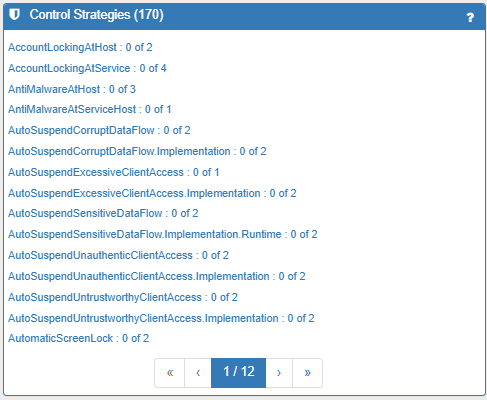 Control Strategies (170) ?
AccountLockingAtHost : 0 of 2
AccountLockingAtService : 0 of 4
AntiMalwareAtHost : 0 of 3
AntiMalwareAtServiceHost : 0 of 1
AutoSuspendCorruptDataFlow : 0 of 2
AutoSuspendCorruptDataFlow.Implementation : 0 of 2
AutoSuspendExcessiveClientAccess : 0 of 1
AutoSuspendExcessiveClientAccess.Implementation : 0 of 2
AutoSuspendSensitiveDataFlow : 0 of 2
AutoSuspendSensitiveDataFlow.Implementation.Runtime : 0 of 2
AutoSuspendUnauthenticClientAccess : 0 of 2
AutoSuspendUnauthenticClientAccess.Implementation : 0 of 2
AutoSuspendUntrustworthyClientAccess : 0 of 2
AutoSuspendUntrustworthyClientAccess.Implementation : 0 of 2
AutomaticScreenLock : 0 of 2
« ‹ 1 / 12 › »